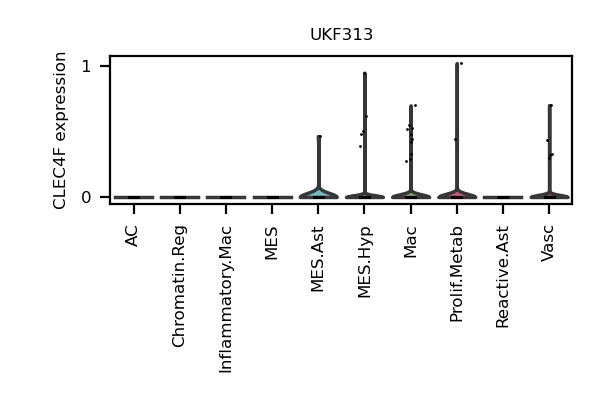 UKF313
CLEC4F expression
1
0
AC
Chromatin.Reg
Inflammatory.Mac
MES
MES.Ast
MES.Hyp
Mac
Prolif.Metab
Reactive.Ast
Vasc